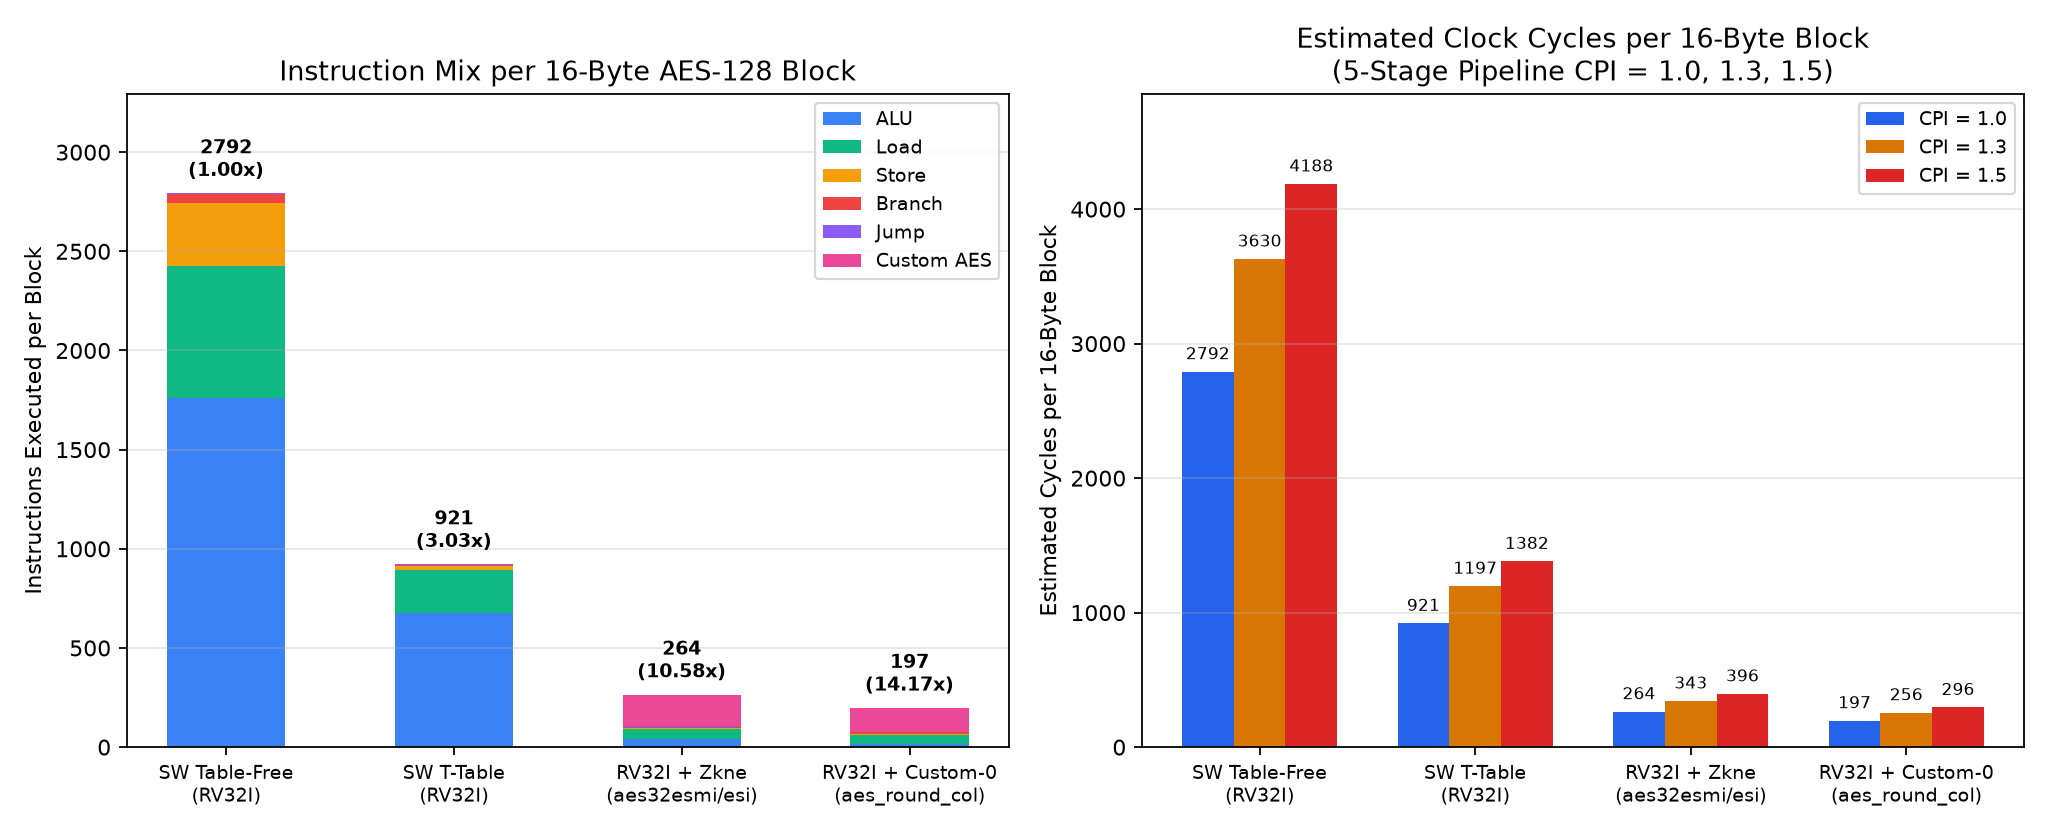 Instruction Mix per 16-Byte AES-128 Block
Instructions Executed per Block
3000
2500
2000
1500
1000
500
0
2792
(1.00x)
921
(3.03x)
264
(10.58x)
197
(14.17x)
ALU
Load
Store
Branch
Jump
Custom AES
SW Table-Free
(RV32I)
SW T-Table
(RV32I)
RV32I + Zkne
(aes32esmi/esi)
RV32I + Custom-0
(aes_round_col)
Estimated Clock Cycles per 16-Byte Block
(5-Stage Pipeline CPI = 1.0, 1.3, 1.5)
Estimated Cycles per 16-Byte Block
4000
3000
2000
1000
0
2792
3630
4188
921
1197
1382
264
343
396
197
256
296
CPI = 1.0
CPI = 1.3
CPI = 1.5
SW Table-Free
(RV32I)
SW T-Table
(RV32I)
RV32I + Zkne
(aes32esmi/esi)
RV32I + Custom-0
(aes_round_col)